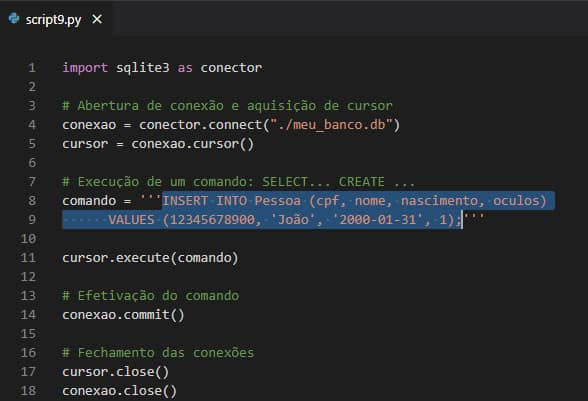 script9.py
1 import sqlite3 as conector
2
3 # Abertura de conexão e aquisição de cursor
4 conexao = conector.connect("./meu_banco.db")
5 cursor = conexao.cursor()
6
7 # Execução de um comando: SELECT... CREATE ...
8 comando = '''INSERT INTO Pessoa (cpf, nome, nascimento, oculos)
9 VALUES (12345678900, 'João', '2000-01-31', 1);'''
10
11 cursor.execute(comando)
12
13 # Efetivação do comando
14 conexao.commit()
15
16 # Fechamento das conexões
17 cursor.close()
18 conexao.close()